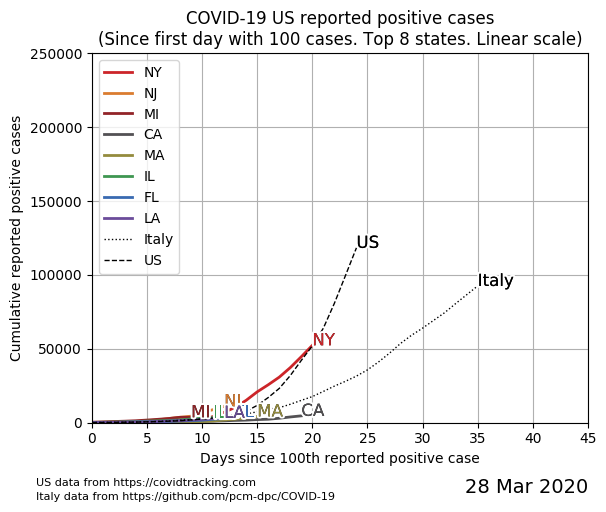 COVID-19 US reported positive cases
(Since first day with 100 cases. Top 8 states. Linear scale)
250000
200000
150000
100000
50000
0
Cumulative reported positive cases
NY
NJ
MI
CA
MA
IL
FL
LA
Italy
US
US
Italy
NY
NJ
MI
IL
LA
FL
MA
CA
0 5 10 15 20 25 30 35 40 45
Days since 100th reported positive case
US data from https://covidtracking.com
Italy data from https://github.com/pcm-dpc/COVID-19
28 Mar 2020